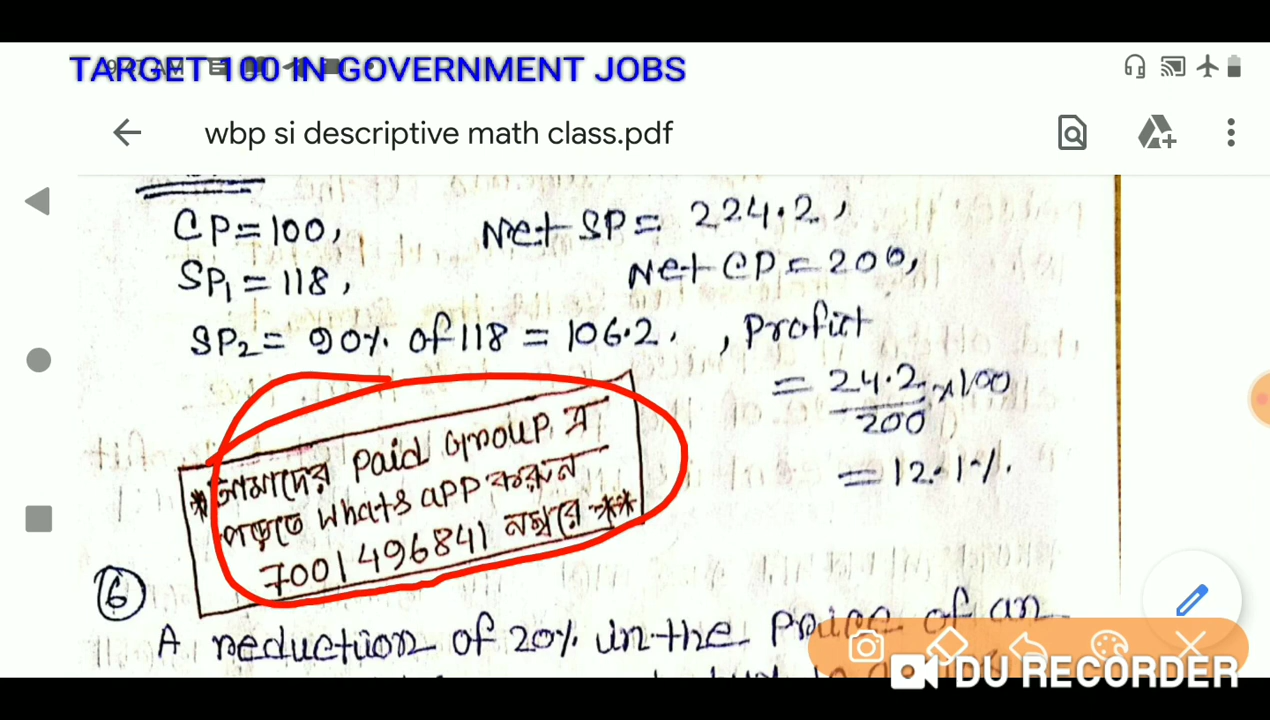 TARGET 100 IN GOVERNMENT JOBS
wbp si descriptive math class.pdf
CP = 100,
Net SP = 224.2,
SP₁ = 118,
Net CP = 200,
SP₂ = 90% of 118 = 106.2. , Profit
= 24.2/200 × 100
= 12.1%.
*আমাদের Paid Group এ
পড়তে whats app করুন
7001496841 নম্বরে **
6
A reduction of 20% in the Price of an
DU RECORDER